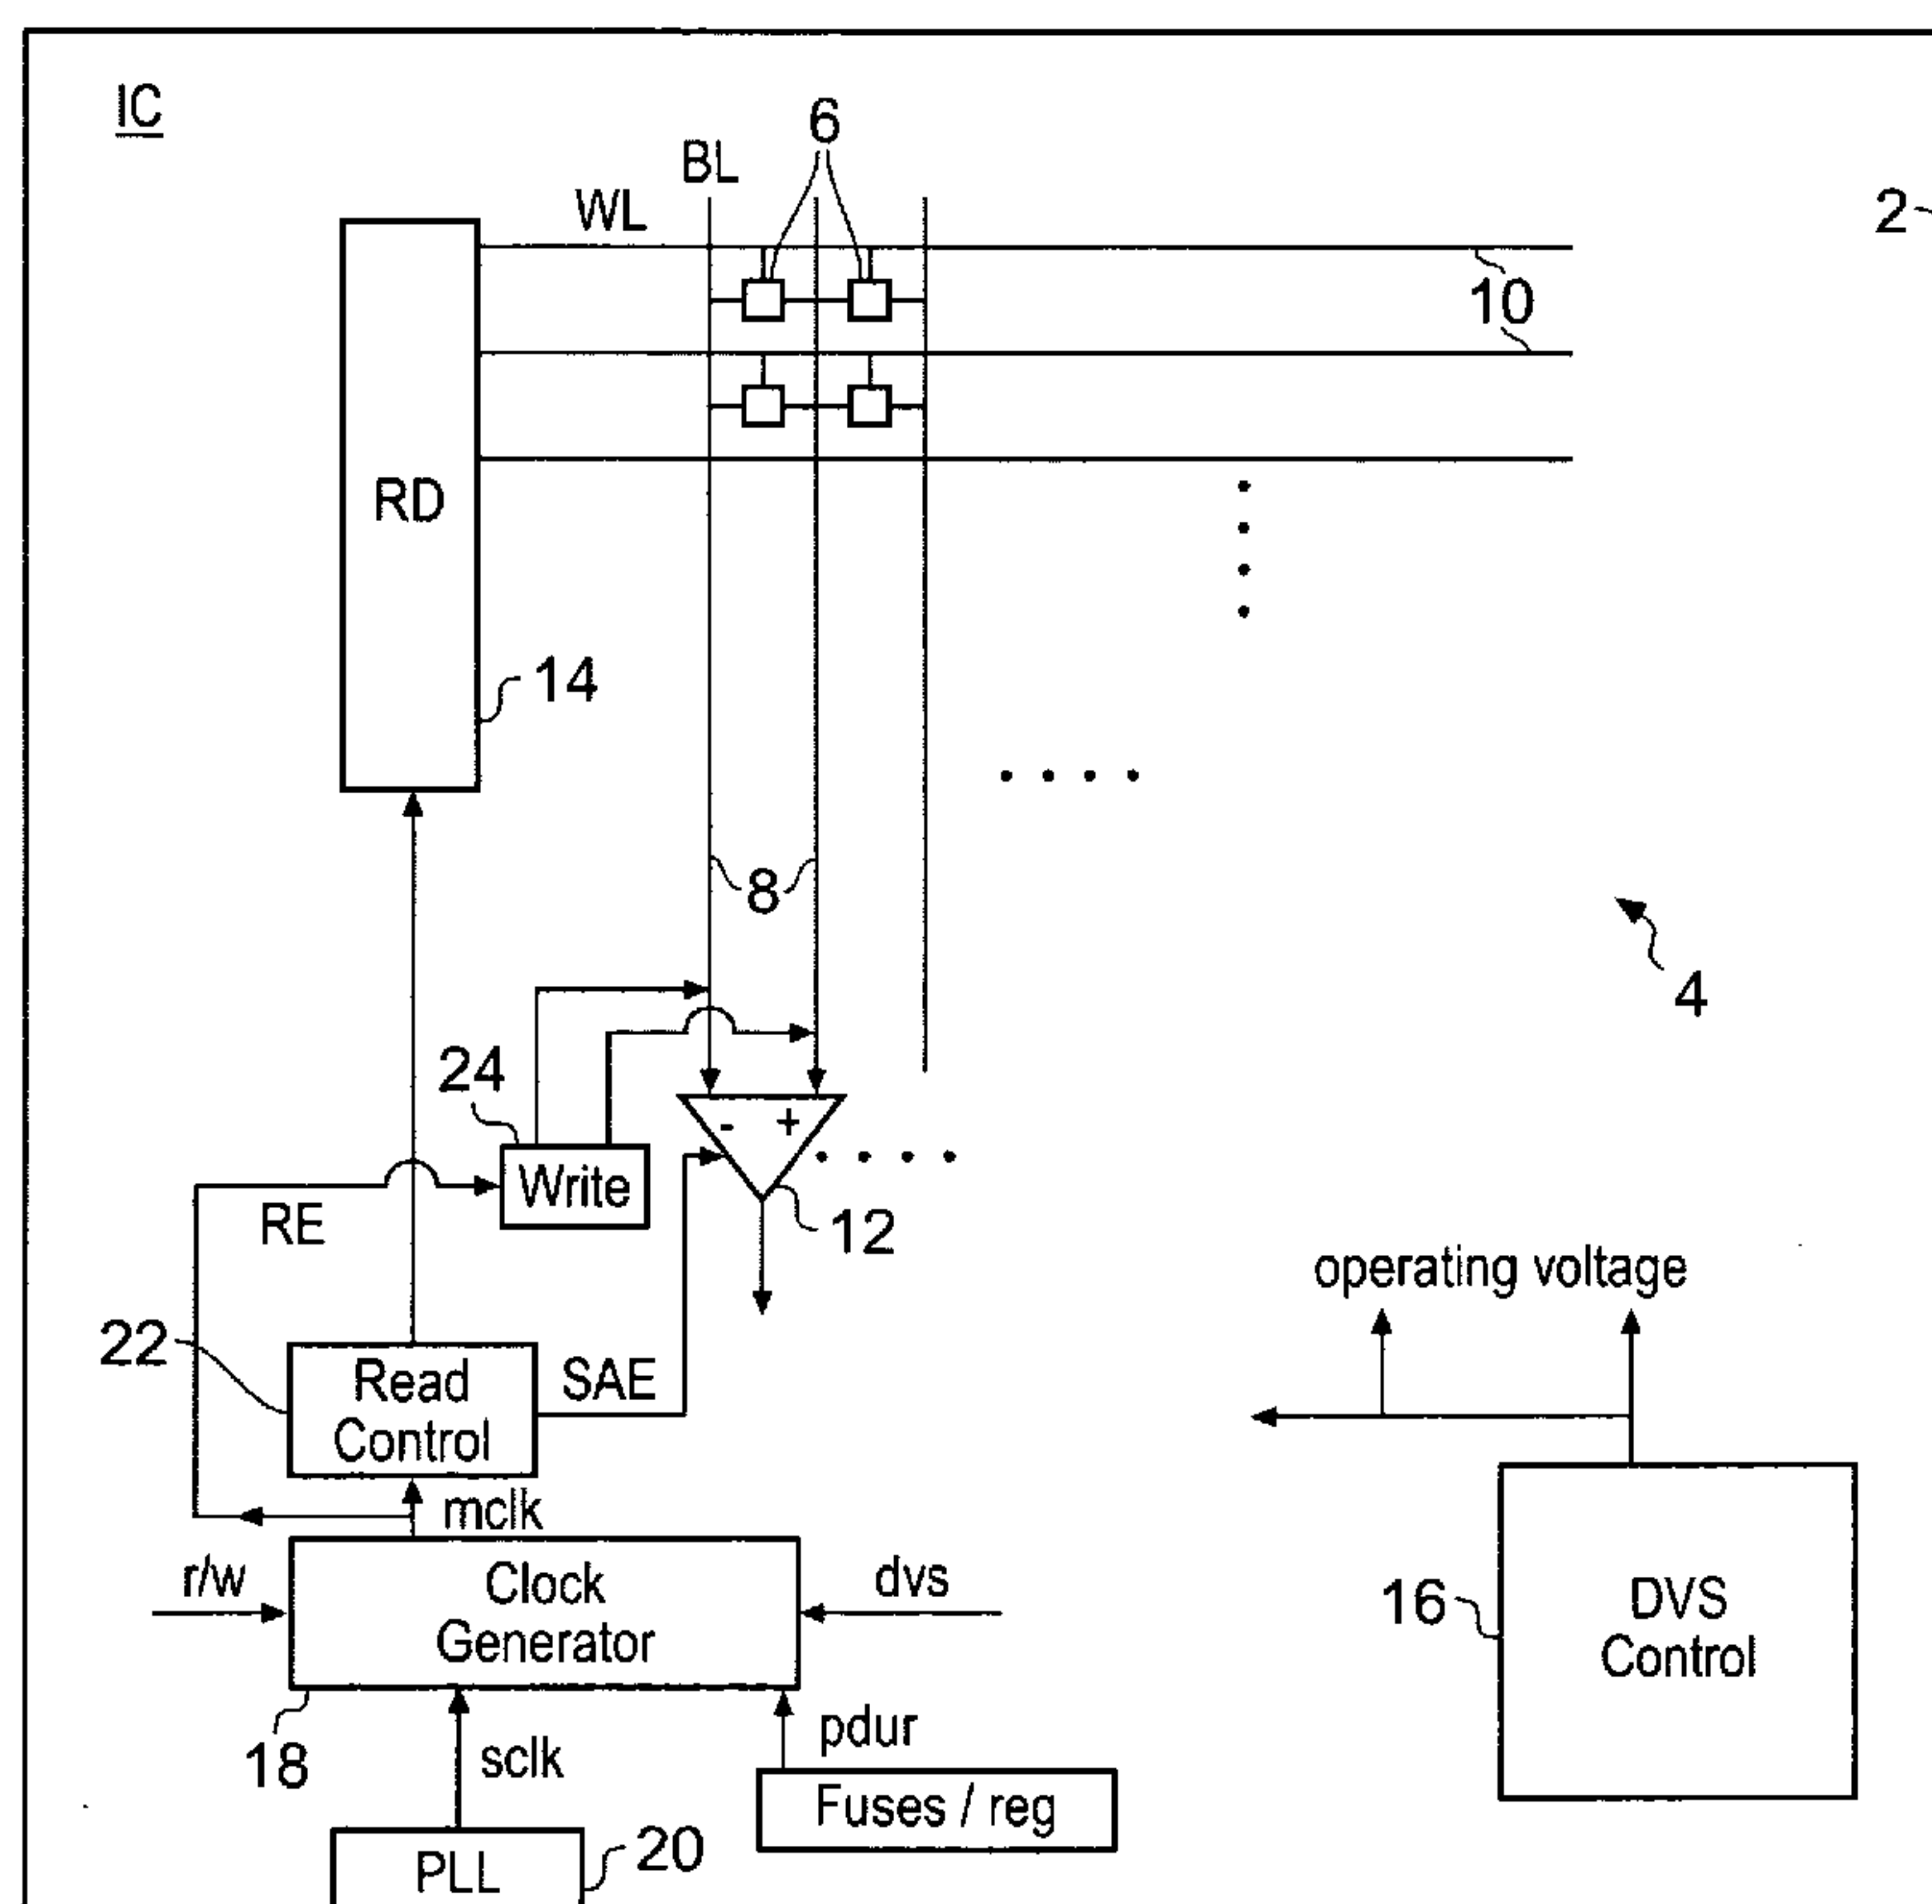 IC
6
BL
WL
2
10
RD
14
8
4
24
- +
Write
RE
12
operating voltage
22
Read
Control
SAE
mclk
r/w
Clock
Generator
dvs
16
DVS
Control
pdur
18
sclk
Fuses / reg
PLL
20